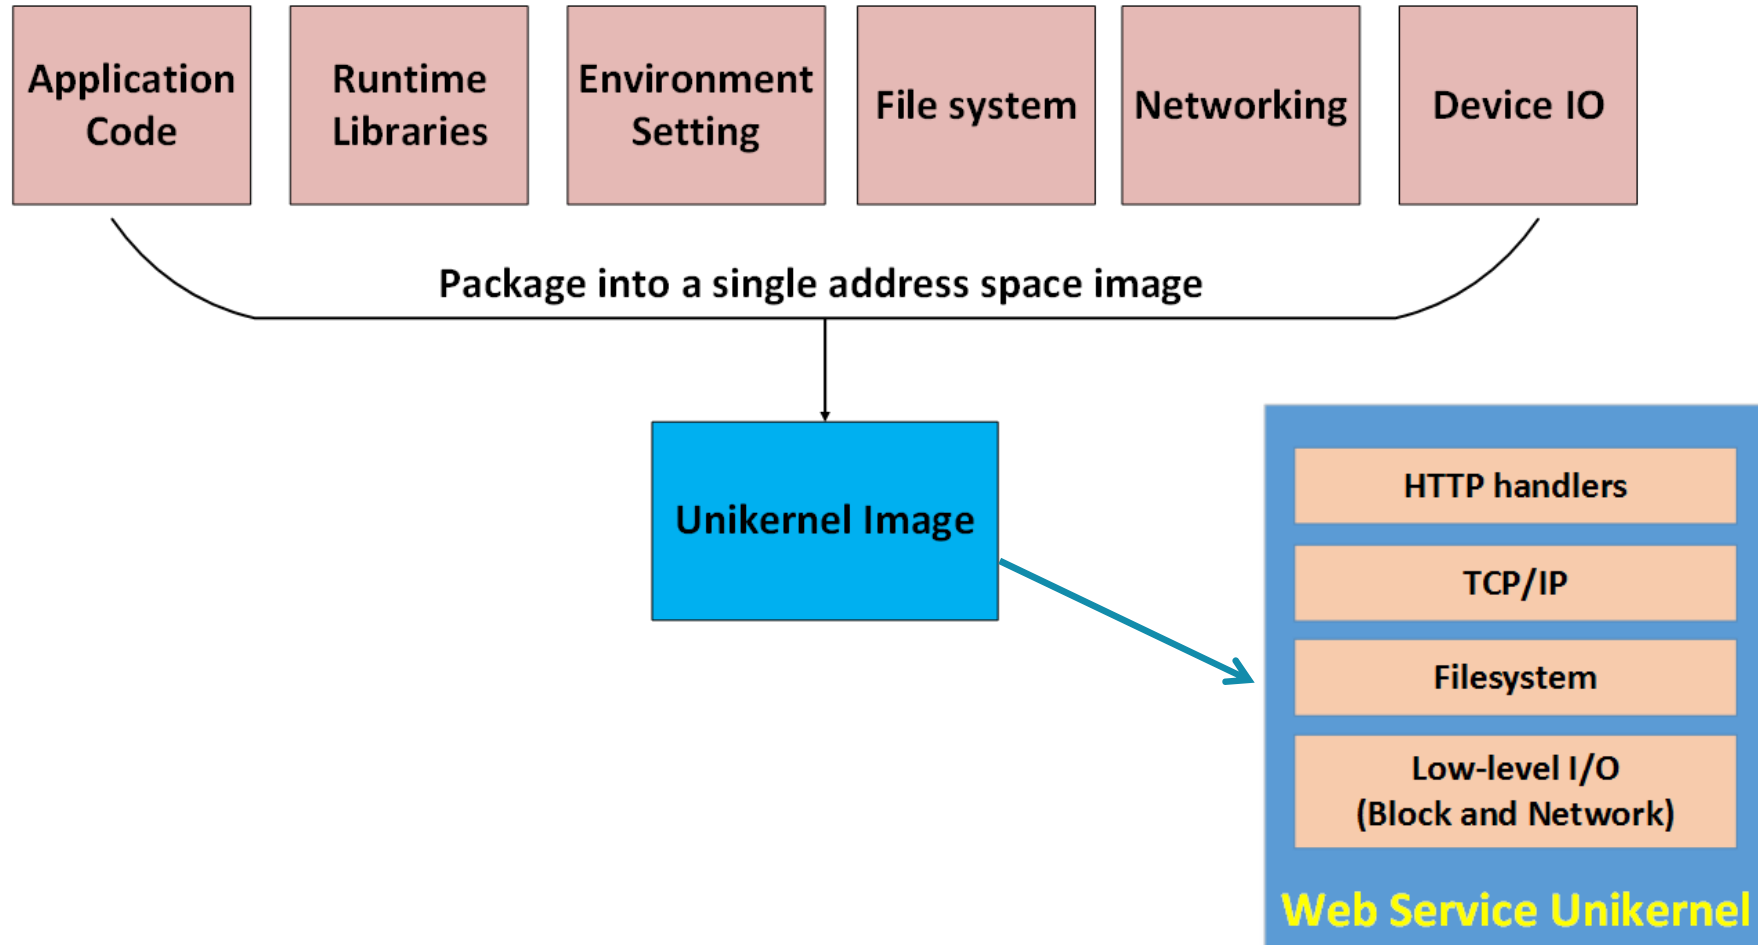 Application
Code
Runtime
Libraries
Environment
Setting
File system
Networking
Device IO
Package into a single address space image
Unikernel Image
HTTP handlers
TCP/IP
Filesystem
Low-level I/O
(Block and Network)
Web Service Unikernel